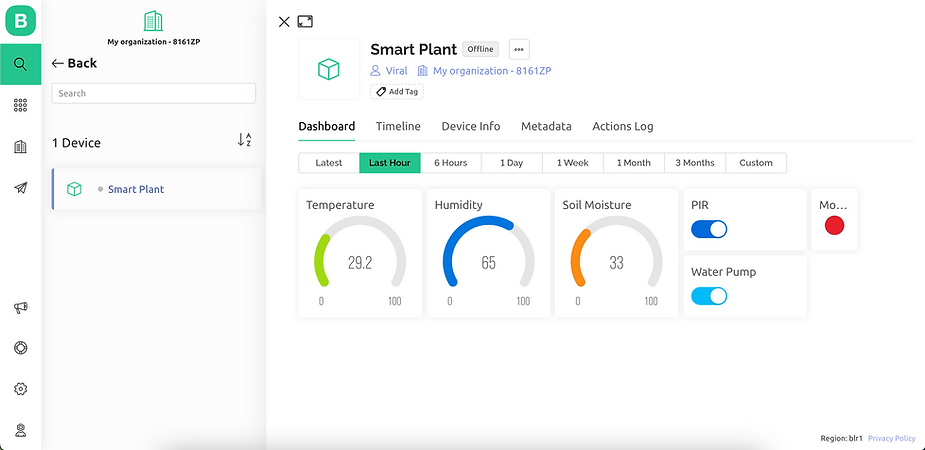 B
My organization - 8161ZP
Back
Search
1 Device
A
Z
Smart Plant
Smart Plant Offline
Viral My organization - 8161ZP
Add Tag
Dashboard Timeline Device Info Metadata Actions Log
Latest Last Hour 6 Hours 1 Day 1 Week 1 Month 3 Months Custom
Temperature
29.2
0 100
Humidity
65
0 100
Soil Moisture
33
0 100
PIR
Mo...
Water Pump
Region: blr1 Privacy Policy